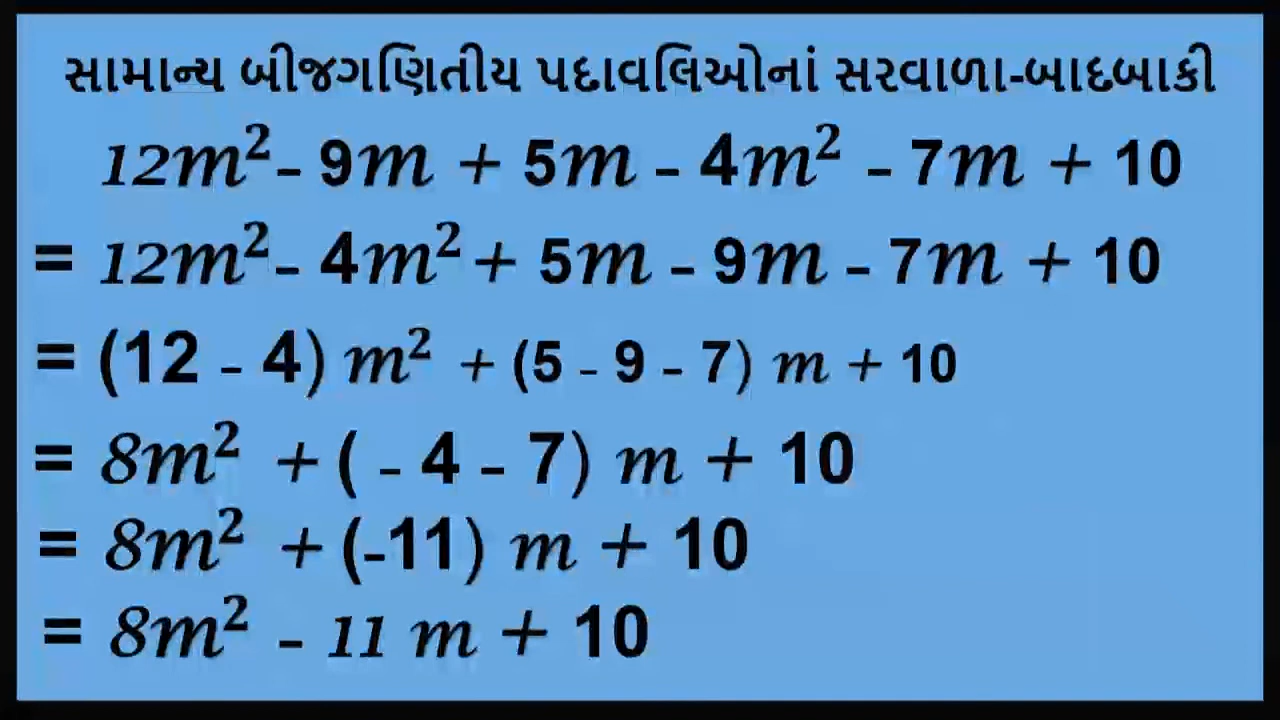 સામાન્ય બીજગણિતીય પદાવલિઓનાં સરવાળા-બાદબાકી
12m² - 9m + 5m - 4m² - 7m + 10
= 12m² - 4m² + 5m - 9m - 7m + 10
= (12 - 4) m² + (5 - 9 - 7) m + 10
= 8m² + ( - 4 - 7) m + 10
= 8m² + (-11) m + 10
= 8m² - 11 m + 10